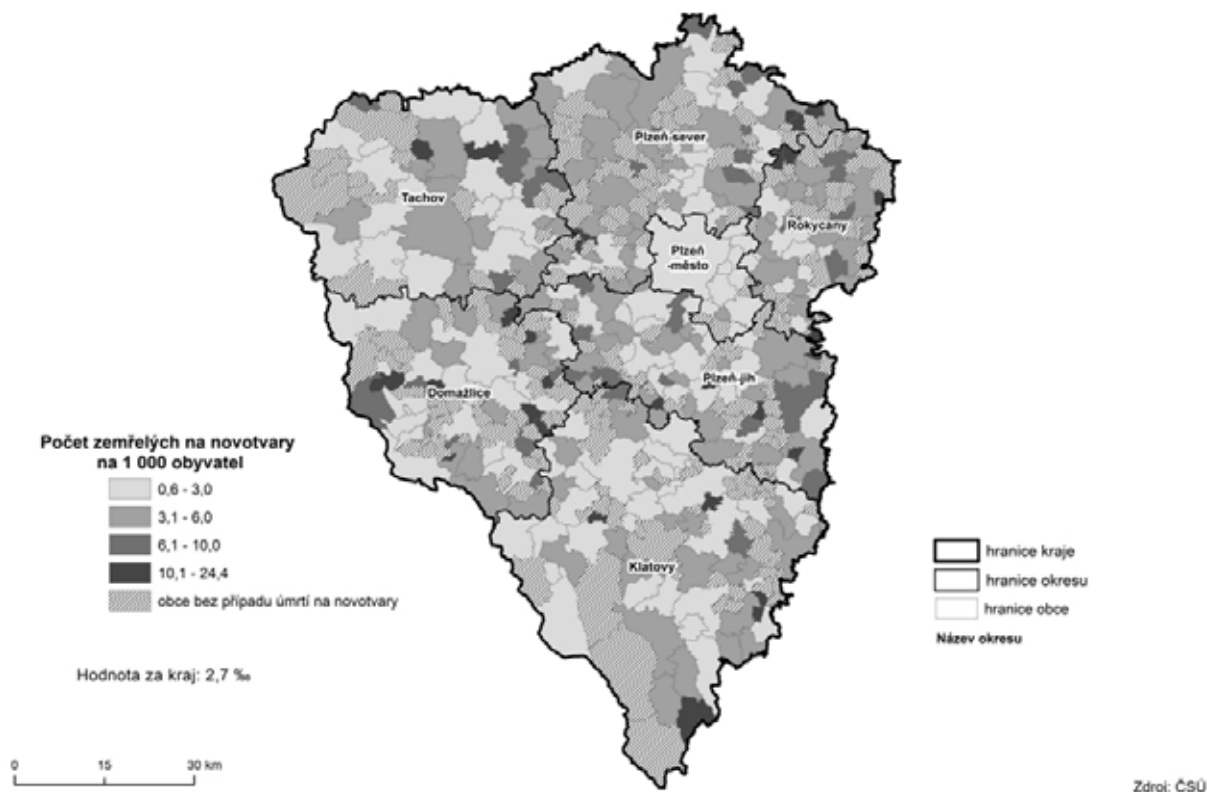 Plzeň-sever
Tachov
Rokycany
Plzeň
-město
Domažlice
Plzeň-jih
Klatovy
Počet zemřelých na novotvary
na 1 000 obyvatel
0,6 - 3,0
3,1 - 6,0
6,1 - 10,0
10,1 - 24,4
obce bez případu úmrtí na novotvary
Hodnota za kraj: 2,7 ‰
0 15 30 km
hranice kraje
hranice okresu
hranice obce
Název okresu
Zdroj: ČSÚ